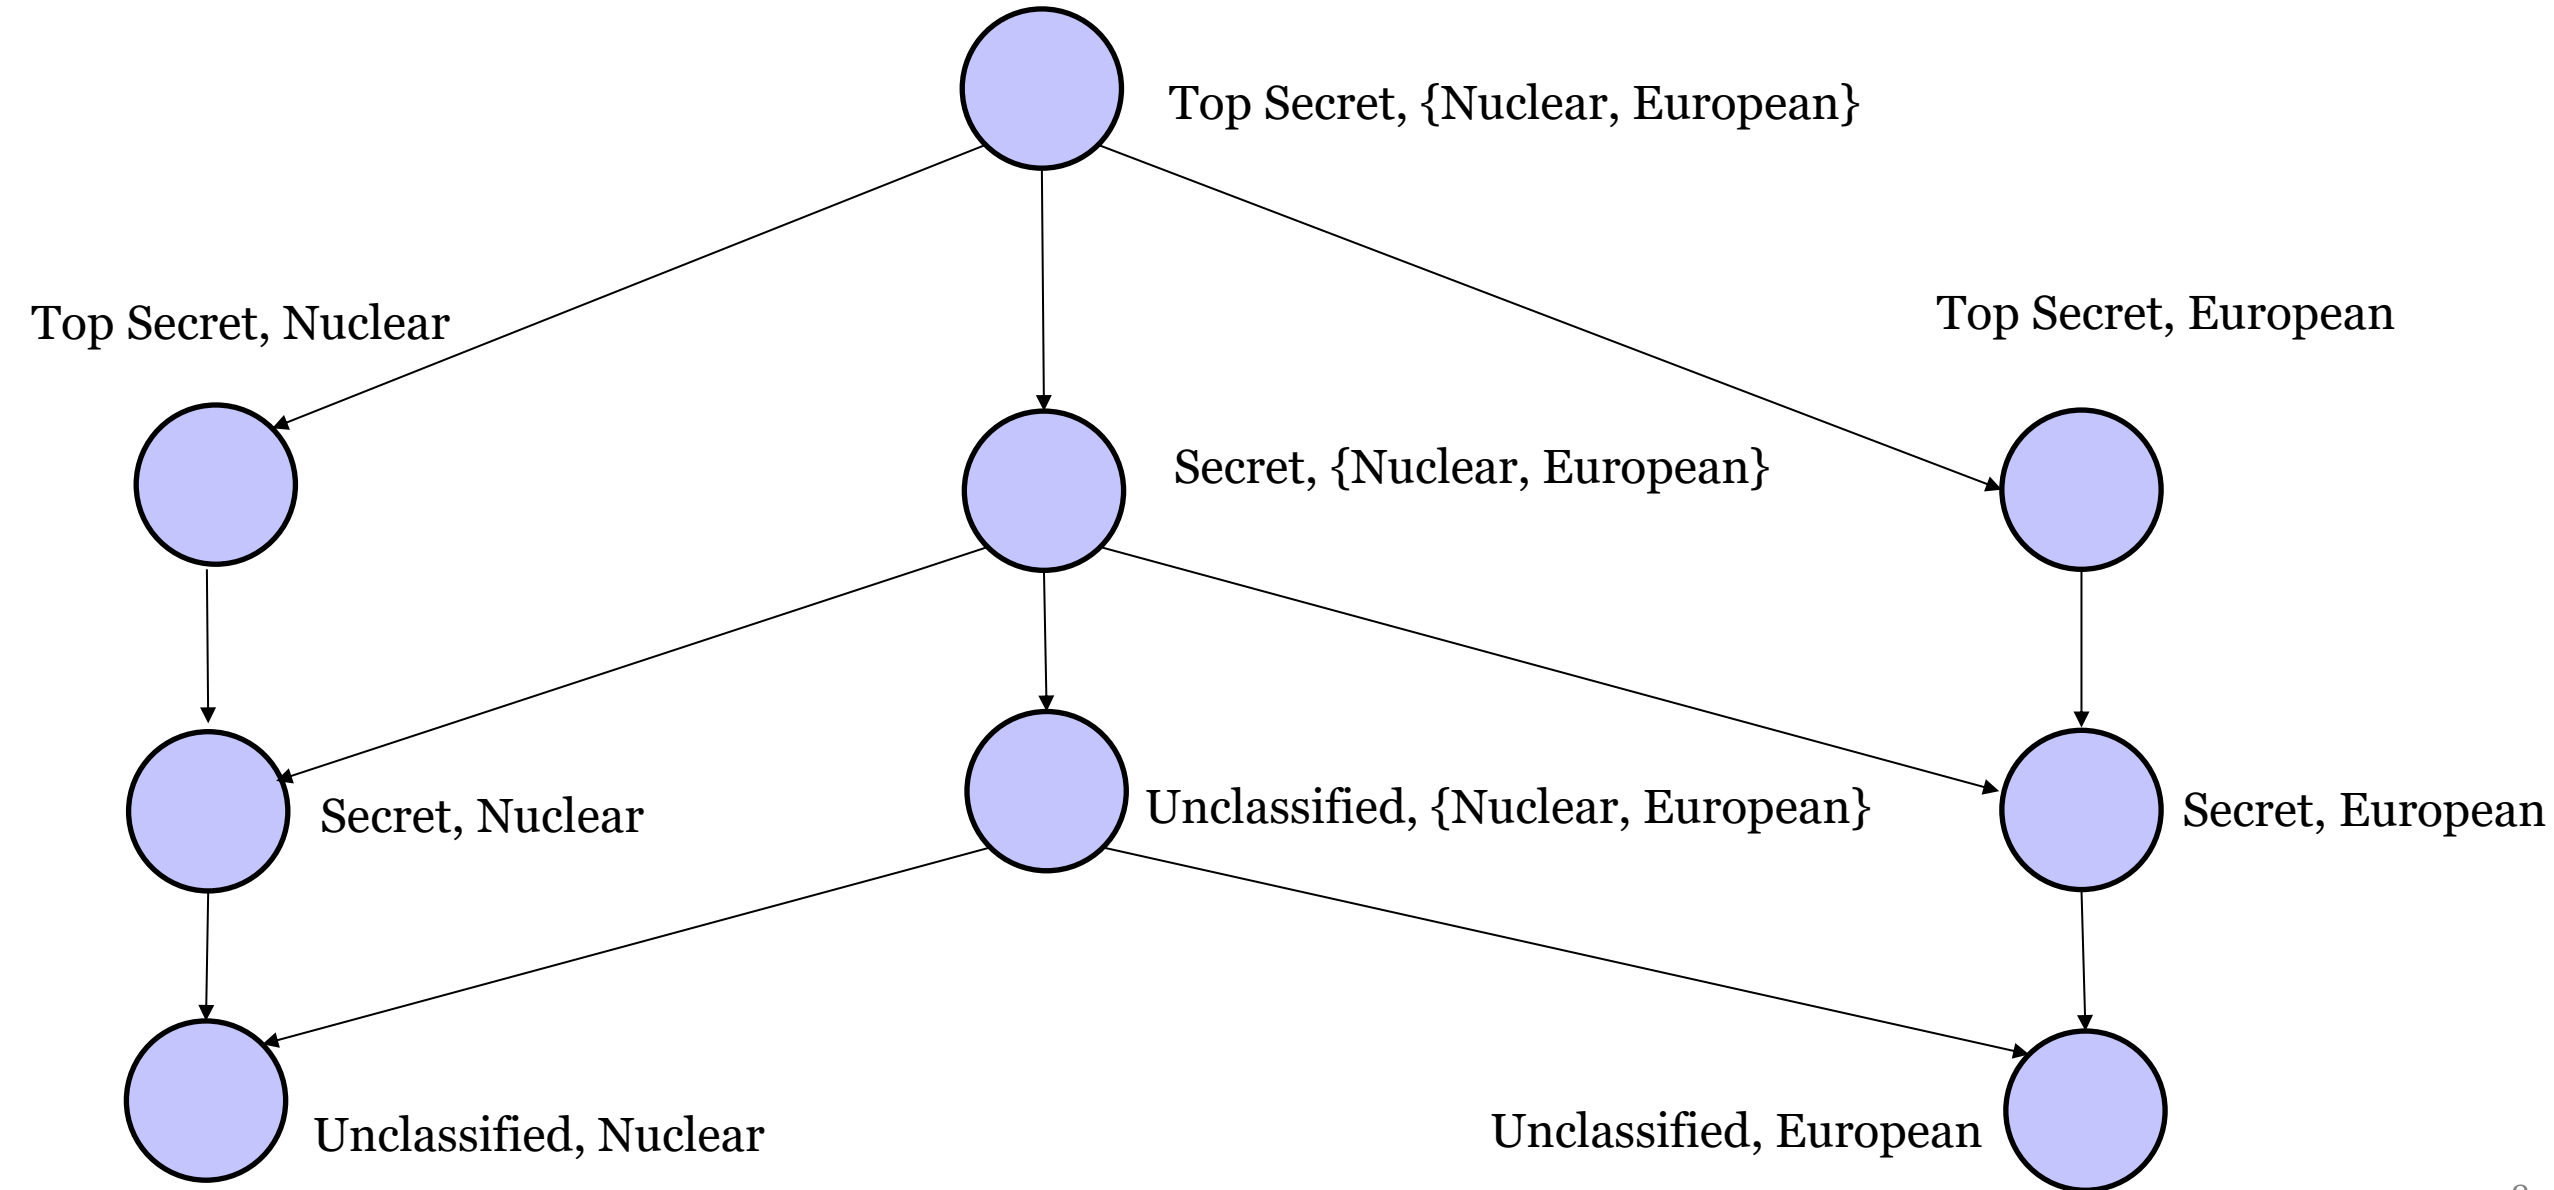 Top Secret, {Nuclear, European}
Top Secret, Nuclear
Top Secret, European
Secret, {Nuclear, European}
Secret, Nuclear
Unclassified, {Nuclear, European}
Secret, European
Unclassified, Nuclear
Unclassified, European